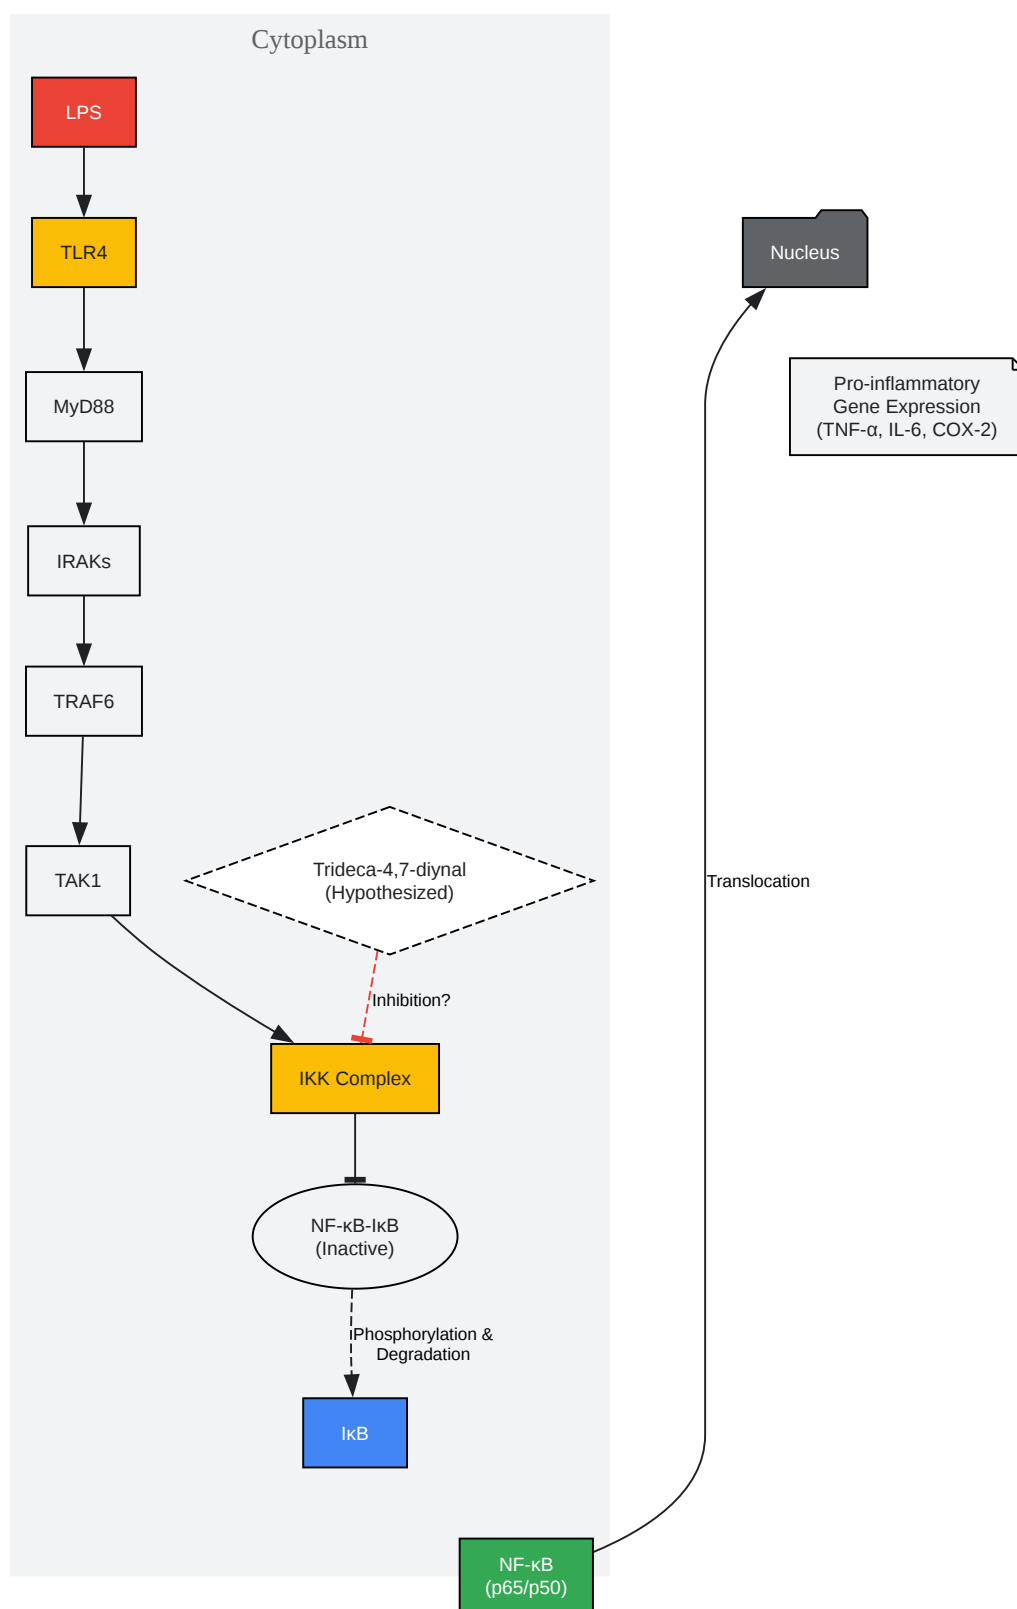 Cytoplasm
LPS
TLR4
Nucleus
Pro-inflammatory
Gene Expression
(TNF-α, IL-6, COX-2)
MyD88
IRAKs
TRAF6
Trideca-4,7-diynal
(Hypothesized)
TAK1
Translocation
Inhibition?
IKK Complex
NF-κB-IκB
(Inactive)
Phosphorylation &
Degradation
IκB
NF-κB
(p65/p50)